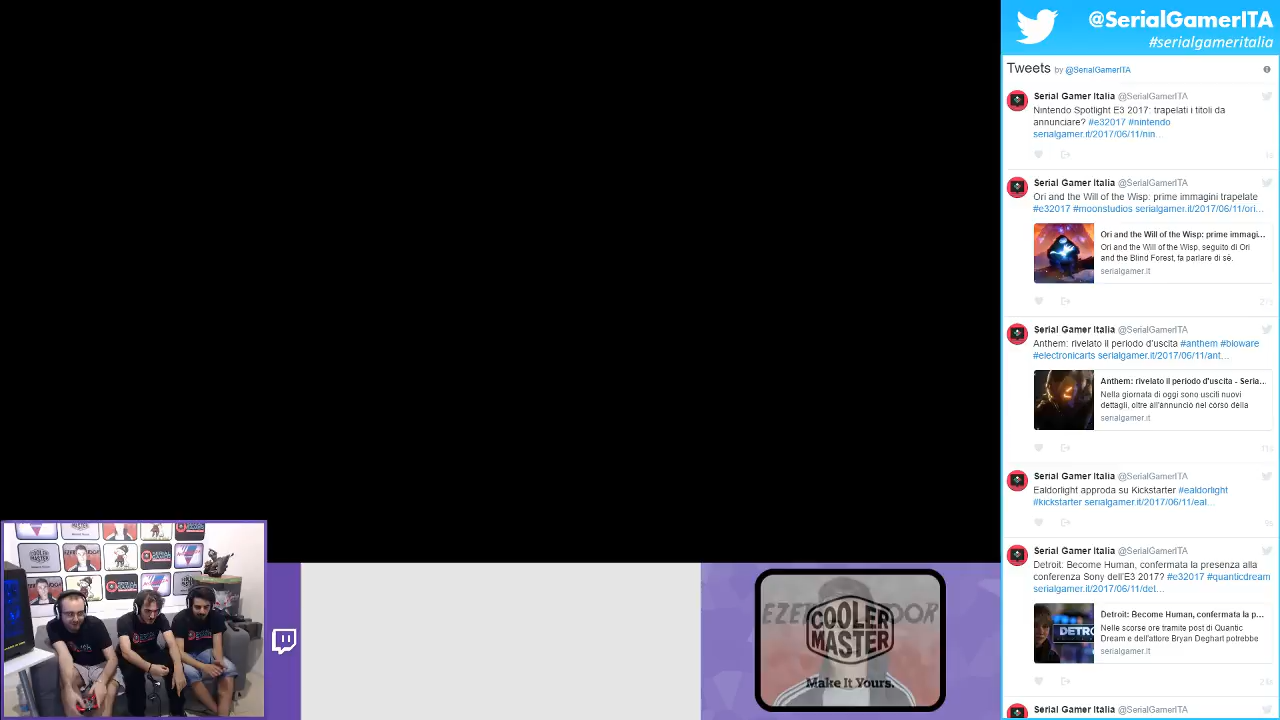 @SerialGamerITA
#serialgameritalia
Tweets by @SerialGamerITA
Serial Gamer Italia @SerialGamerITA
Nintendo Spotlight E3 2017: trapelati i titoli da
annunciare? #e32017 #nintendo
serialgamer.it/2017/06/11/nin...
Serial Gamer Italia @SerialGamerITA
Ori and the Will of the Wisp: prime immagini trapelate
#e32017 #moonstudios serialgamer.it/2017/06/11/ori...
Ori and the Will of the Wisp: prime immagi...
Ori and the Will of the Wisp, seguito di Ori
and the Blind Forest, fa parlare di sè.
serialgamer.it
Serial Gamer Italia @SerialGamerITA
Anthem: rivelato il periodo d'uscita #anthem #bioware
#electronicarts serialgamer.it/2017/06/11/ant...
Anthem: rivelato il periodo d'uscita - Seria...
Nella giornata di oggi sono usciti nuovi
dettagli, oltre all'annuncio nel corso della
serialgamer.it
Serial Gamer Italia @SerialGamerITA
Ealdorlight approda su Kickstarter #ealdorlight
#kickstarter serialgamer.it/2017/06/11/eal...
Serial Gamer Italia @SerialGamerITA
Detroit: Become Human, confermata la presenza alla
conferenza Sony dell'E3 2017? #e32017 #quanticdream
serialgamer.it/2017/06/11/det...
Detroit: Become Human, confermata la p...
Nelle scorse ore tramite post di Quantic
Dream e dell'attore Bryan Deghart potrebbe
serialgamer.it
DETRO
Serial Gamer Italia @SerialGamerITA
COOLER
MASTER
Make It Yours.
COOLER
MASTER